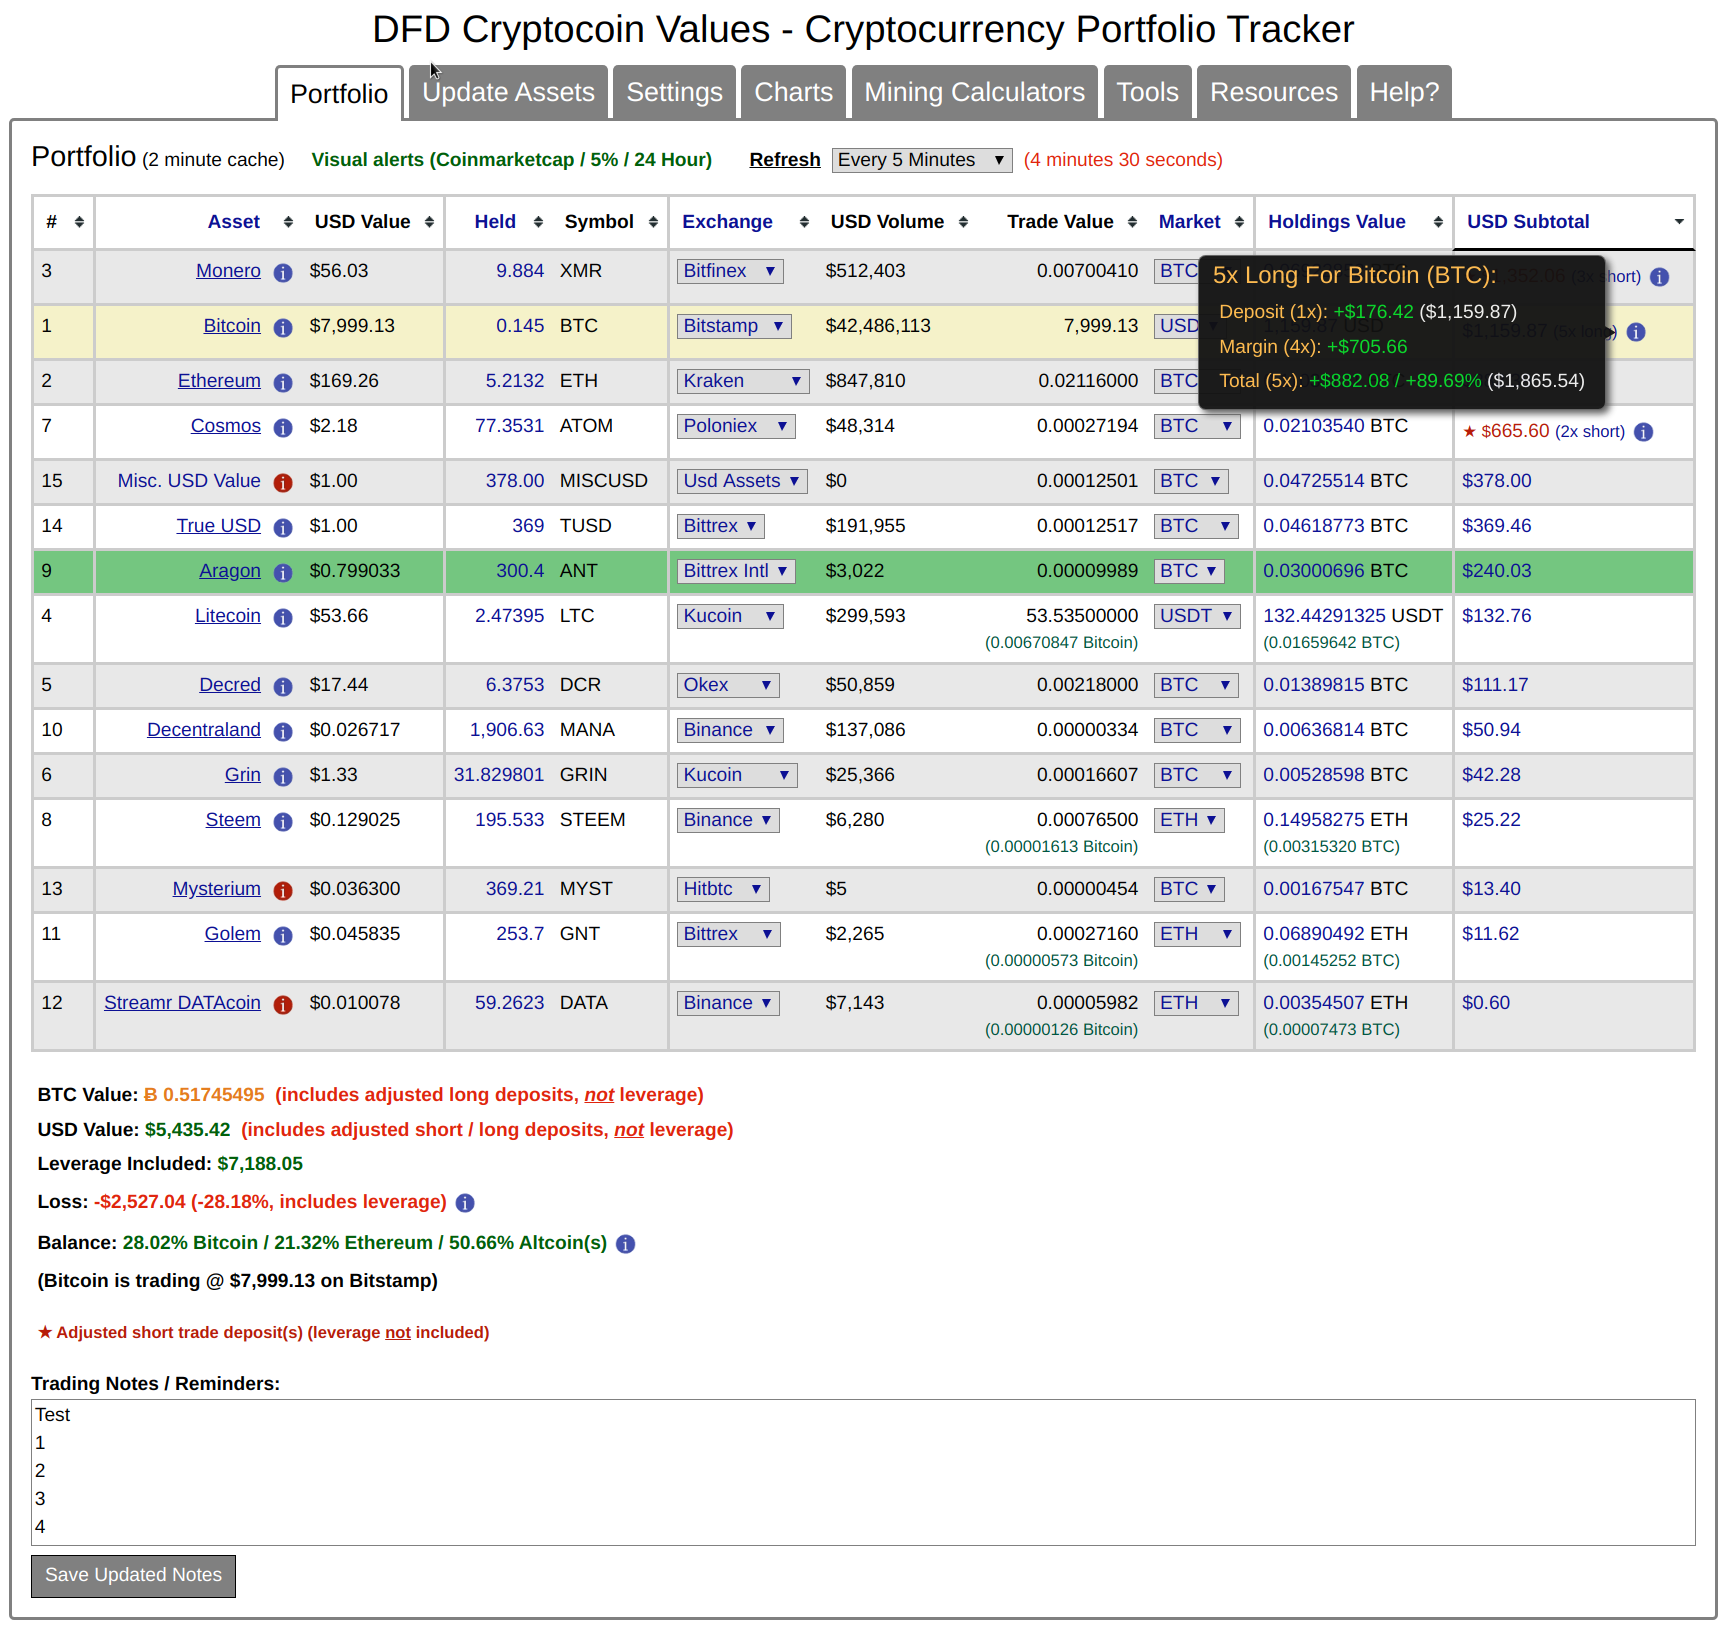 DFD Cryptocoin Values - Cryptocurrency Portfolio Tracker
Portfolio Update Assets Settings Charts Mining Calculators Tools Resources Help?
Portfolio (2 minute cache) Visual alerts (Coinmarketcap / 5% / 24 Hour) Refresh Every 5 Minutes ▼ (4 minutes 30 seconds)
# Asset USD Value Held Symbol Exchange USD Volume Trade Value Market Holdings Value USD Subtotal
3 Monero i $56.03 9.884 XMR Bitfinex ▼ $512,403 0.00700410 BTC short) i
5x Long For Bitcoin (BTC):
Deposit (1x): +$176.42 ($1,159.87)
1 Bitcoin i $7,999.13 0.145 BTC Bitstamp ▼ $42,486,113 7,999.13 USD ▼ 1,159.87 USD $1,159.87 (5x long) i
Margin (4x): +$705.66
Total (5x): +$882.08 / +89.69% ($1,865.54)
2 Ethereum i $169.26 5.2132 ETH Kraken ▼ $847,810 0.02116000 BTC
7 Cosmos i $2.18 77.3531 ATOM Poloniex ▼ $48,314 0.00027194 BTC ▼ 0.02103540 BTC ★ $665.60 (2x short) i
15 Misc. USD Value i $1.00 378.00 MISCUSD Usd Assets ▼ $0 0.00012501 BTC ▼ 0.04725514 BTC $378.00
14 True USD i $1.00 369 TUSD Bittrex ▼ $191,955 0.00012517 BTC ▼ 0.04618773 BTC $369.46
9 Aragon i $0.799033 300.4 ANT Bittrex Intl ▼ $3,022 0.00009989 BTC ▼ 0.03000696 BTC $240.03
4 Litecoin i $53.66 2.47395 LTC Kucoin ▼ $299,593 53.53500000 USDT ▼ 132.44291325 USDT $132.76
(0.00670847 Bitcoin) (0.01659642 BTC)
5 Decred i $17.44 6.3753 DCR Okex ▼ $50,859 0.00218000 BTC ▼ 0.01389815 BTC $111.17
10 Decentraland i $0.026717 1,906.63 MANA Binance ▼ $137,086 0.00000334 BTC ▼ 0.00636814 BTC $50.94
6 Grin i $1.33 31.829801 GRIN Kucoin ▼ $25,366 0.00016607 BTC ▼ 0.00528598 BTC $42.28
8 Steem i $0.129025 195.533 STEEM Binance ▼ $6,280 0.00076500 ETH ▼ 0.14958275 ETH $25.22
(0.00001613 Bitcoin) (0.00315320 BTC)
13 Mysterium i $0.036300 369.21 MYST Hitbtc ▼ $5 0.00000454 BTC ▼ 0.00167547 BTC $13.40
11 Golem i $0.045835 253.7 GNT Bittrex ▼ $2,265 0.00027160 ETH ▼ 0.06890492 ETH $11.62
(0.00000573 Bitcoin) (0.00145252 BTC)
12 Streamr DATAcoin i $0.010078 59.2623 DATA Binance ▼ $7,143 0.00005982 ETH ▼ 0.00354507 ETH $0.60
(0.00000126 Bitcoin) (0.00007473 BTC)
BTC Value: Ƀ 0.51745495 (includes adjusted long deposits, not leverage)
USD Value: $5,435.42 (includes adjusted short / long deposits, not leverage)
Leverage Included: $7,188.05
Loss: -$2,527.04 (-28.18%, includes leverage) i
Balance: 28.02% Bitcoin / 21.32% Ethereum / 50.66% Altcoin(s) i
(Bitcoin is trading @ $7,999.13 on Bitstamp)
★ Adjusted short trade deposit(s) (leverage not included)
Trading Notes / Reminders:
Test
1
2
3
4
Save Updated Notes